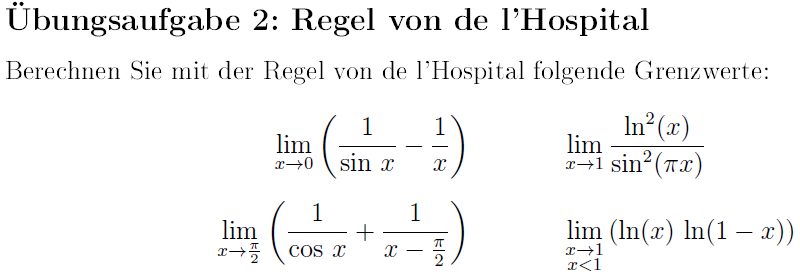 Übungsaufgabe 2: Regel von de l'Hospital
Berechnen Sie mit der Regel von de l'Hospital folgende Grenzwerte:
lim_{x→0} (1/(sin x) − 1/x)    lim_{x→1} ln²(x)/sin²(πx)
lim_{x→π/2} (1/(cos x) + 1/(x − π/2))    lim_{x→1, x<1} (ln(x) ln(1 − x))